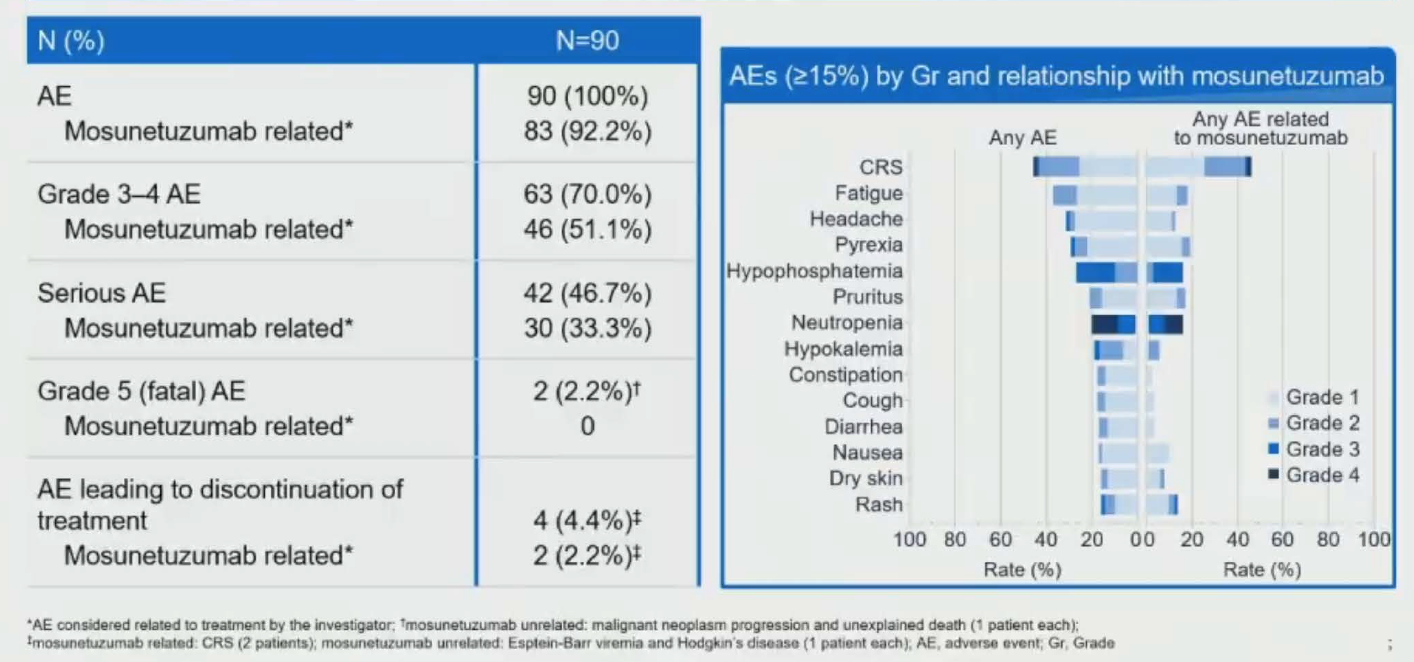 N (%) N=90
AE 90 (100%)
Mosunetuzumab related* 83 (92.2%)
Grade 3–4 AE 63 (70.0%)
Mosunetuzumab related* 46 (51.1%)
Serious AE 42 (46.7%)
Mosunetuzumab related* 30 (33.3%)
Grade 5 (fatal) AE 2 (2.2%)†
Mosunetuzumab related* 0
AE leading to discontinuation of
treatment 4 (4.4%)‡
Mosunetuzumab related* 2 (2.2%)‡
AEs (≥15%) by Gr and relationship with mosunetuzumab
Any AE
Any AE related
to mosunetuzumab
CRS
Fatigue
Headache
Pyrexia
Hypophosphatemia
Pruritus
Neutropenia
Hypokalemia
Constipation
Cough
Diarrhea
Nausea
Dry skin
Rash
Grade 1
Grade 2
Grade 3
Grade 4
100 80 60 40 20 0 0 20 40 60 80 100
Rate (%) Rate (%)
*AE considered related to treatment by the investigator; †mosunetuzumab unrelated: malignant neoplasm progression and unexplained death (1 patient each);
‡mosunetuzumab related: CRS (2 patients); mosunetuzumab unrelated: Esptein-Barr viremia and Hodgkin's disease (1 patient each); AE, adverse event; Gr, Grade
;